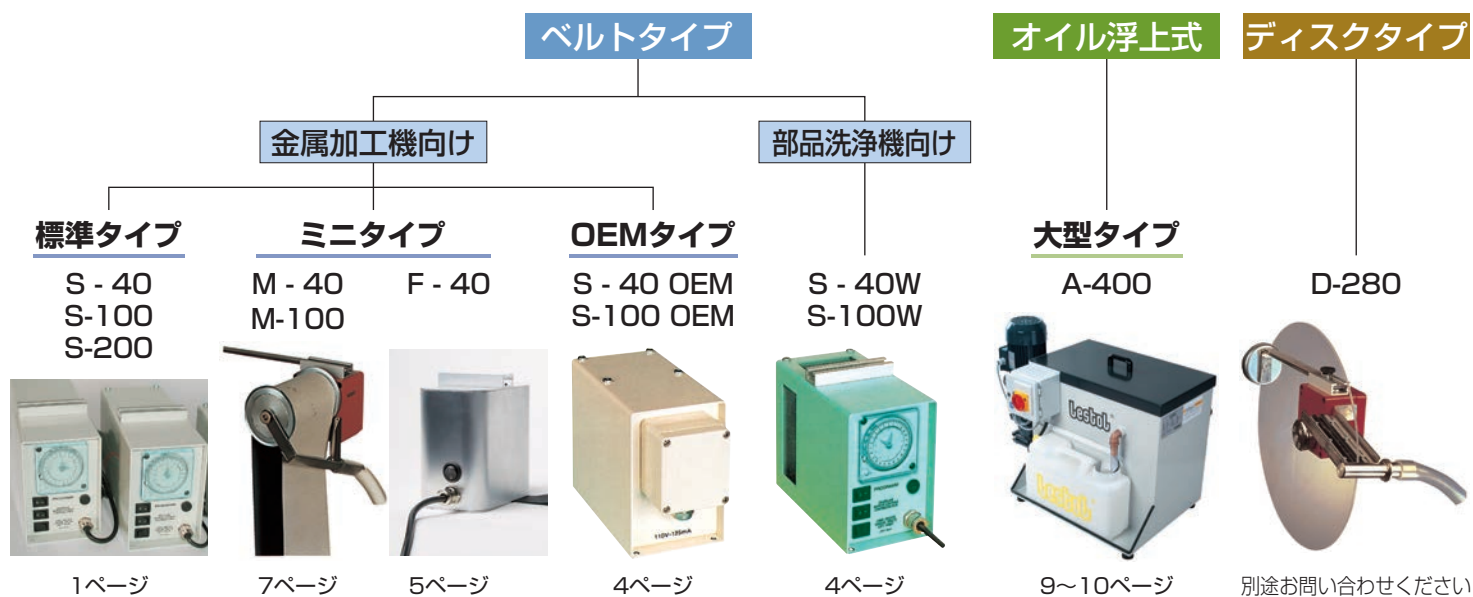 ベルトタイプ
オイル浮上式
ディスクタイプ
金属加工機向け
部品洗浄機向け
標準タイプ
ミニタイプ
OEMタイプ
大型タイプ
S - 40
S-100
S-200
M - 40
M-100
F - 40
S - 40 OEM
S-100 OEM
S - 40W
S-100W
A-400
D-280
110V-125mA
Lestol
Lestol
1ページ
7ページ
5ページ
4ページ
4ページ
9～10ページ
別途お問い合わせください